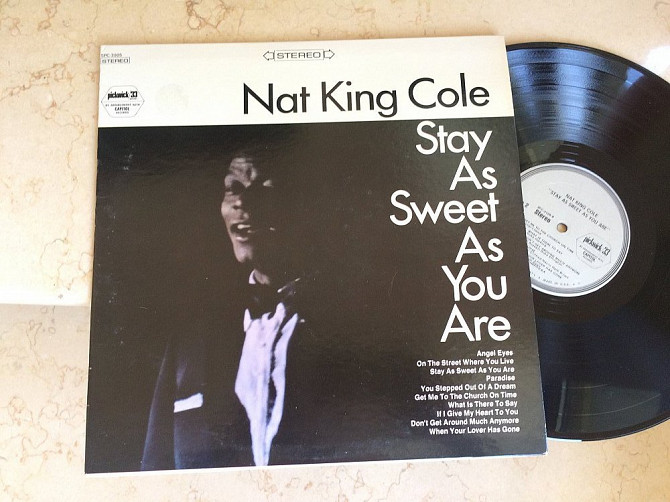 SPC-3305
STEREO
STEREO
pickwick 33
BY ARRANGEMENT WITH
CAPITOL
RECORDS
Nat King Cole
Stay
As
Sweet
As
You
Are
Angel Eyes
On The Street Where You Live
Stay As Sweet As You Are
Paradise
You Stepped Out Of A Dream
Get Me To The Church On Time
What Is There To Say
If I Give My Heart To You
Don't Get Around Much Anymore
When Your Lover Has Gone
NAT KING COLE
"STAY AS SWEET AS YOU ARE"
2
Stereo
pickwick 33
CAPITOL